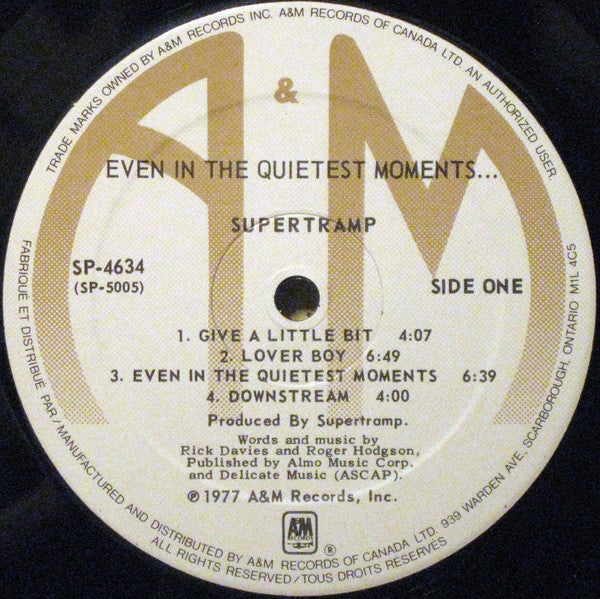 TRADE MARKS OWNED BY A&M RECORDS INC. A&M RECORDS OF CANADA LTD. AN AUTHORIZED USER.
A & M
EVEN IN THE QUIETEST MOMENTS...
SUPERTRAMP
SP-4634
(SP-5005)
SIDE ONE
1. GIVE A LITTLE BIT 4:07
2. LOVER BOY 6:49
3. EVEN IN THE QUIETEST MOMENTS 6:39
4. DOWNSTREAM 4:00
Produced By Supertramp.
Words and music by
Rick Davies and Roger Hodgson,
Published by Almo Music Corp.
and Delicate Music (ASCAP).
℗ 1977 A&M Records, Inc.
A&M
RECORDS
®
FABRIQUÉ ET DISTRIBUÉ PAR / MANUFACTURED AND DISTRIBUTED BY A&M RECORDS OF CANADA LTD. 939 WARDEN AVE., SCARBOROUGH, ONTARIO M1L 4C5
ALL RIGHTS RESERVED / TOUS DROITS RÉSERVÉS